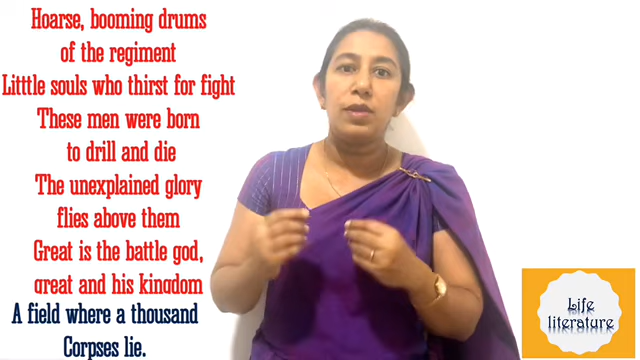 Hoarse, booming drums
of the regiment
Litttle souls who thirst for fight
These men were born
to drill and die
The unexplained glory
flies above them
Great is the battle god,
great and his kingdom
A field where a thousand
Corpses lie.
Life
literature